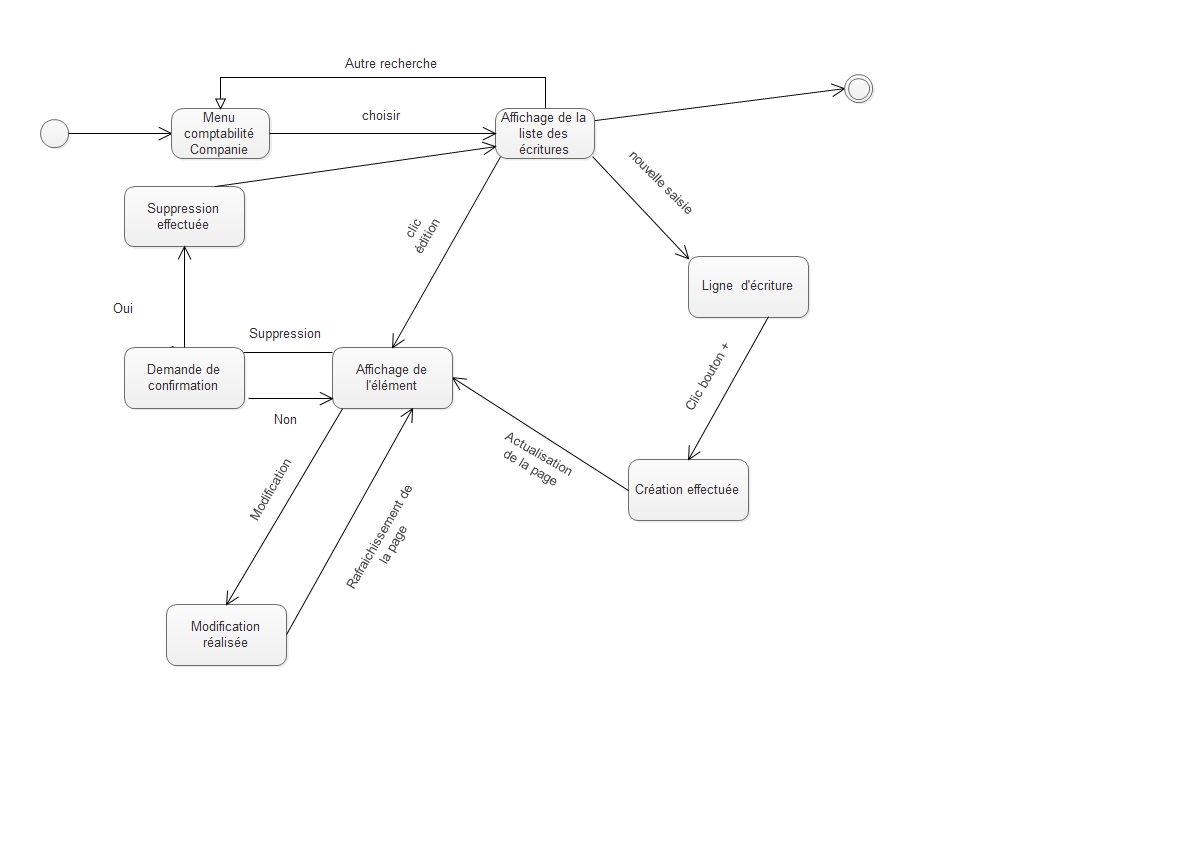 Autre recherche
Menu
comptabilité
Companie
choisir
Affichage de la
liste des
écritures
nouvelle saisie
Suppression
effectuée
clic
édition
Ligne  d'écriture
Oui
Suppression
Demande de
confirmation
Affichage de
l'élément
Non
Clic bouton +
Actualisation
de la page
Création effectuée
Modification
Rafraichissement de
la page
Modification
réalisée